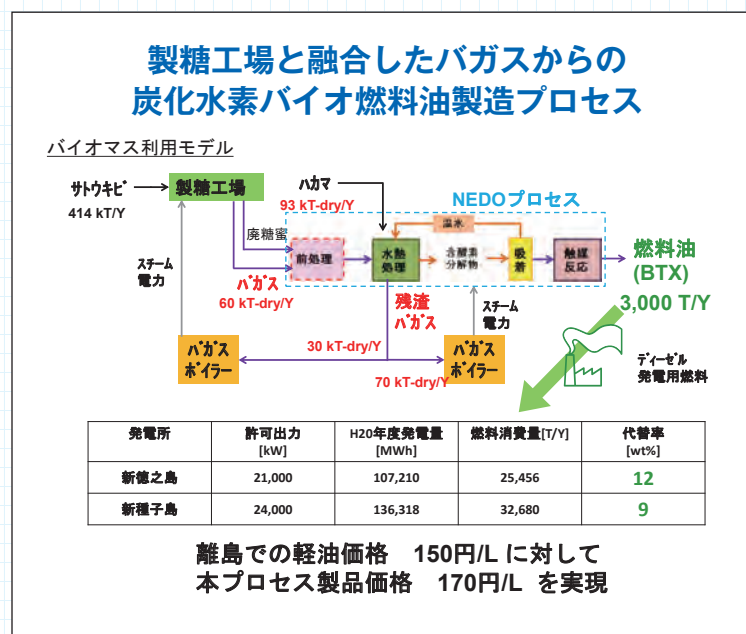 製糖工場と融合したバガスからの
炭化水素バイオ燃料油製造プロセス
バイオマス利用モデル
サトウキビ
414 kT/Y
製糖工場
ハカマ
93 kT-dry/Y
NEDOプロセス
廃糖蜜
温水
前処理
水熱
処理
含酸素
分解物
吸
着
触媒
反応
燃料油
(BTX)
3,000 T/Y
スチーム
電力
バガス
60 kT-dry/Y
残渣
バガス
スチーム
電力
30 kT-dry/Y
70 kT-dry/Y
バガス
ボイラー
バガス
ボイラー
ディーゼル
発電用燃料
発電所 許可出力 [kW] H20年度発電量 [MWh] 燃料消費量[T/Y] 代替率 [wt%]
新徳之島 21,000 107,210 25,456 12
新種子島 24,000 136,318 32,680 9
離島での軽油価格 150円/L に対して
本プロセス製品価格 170円/L を実現